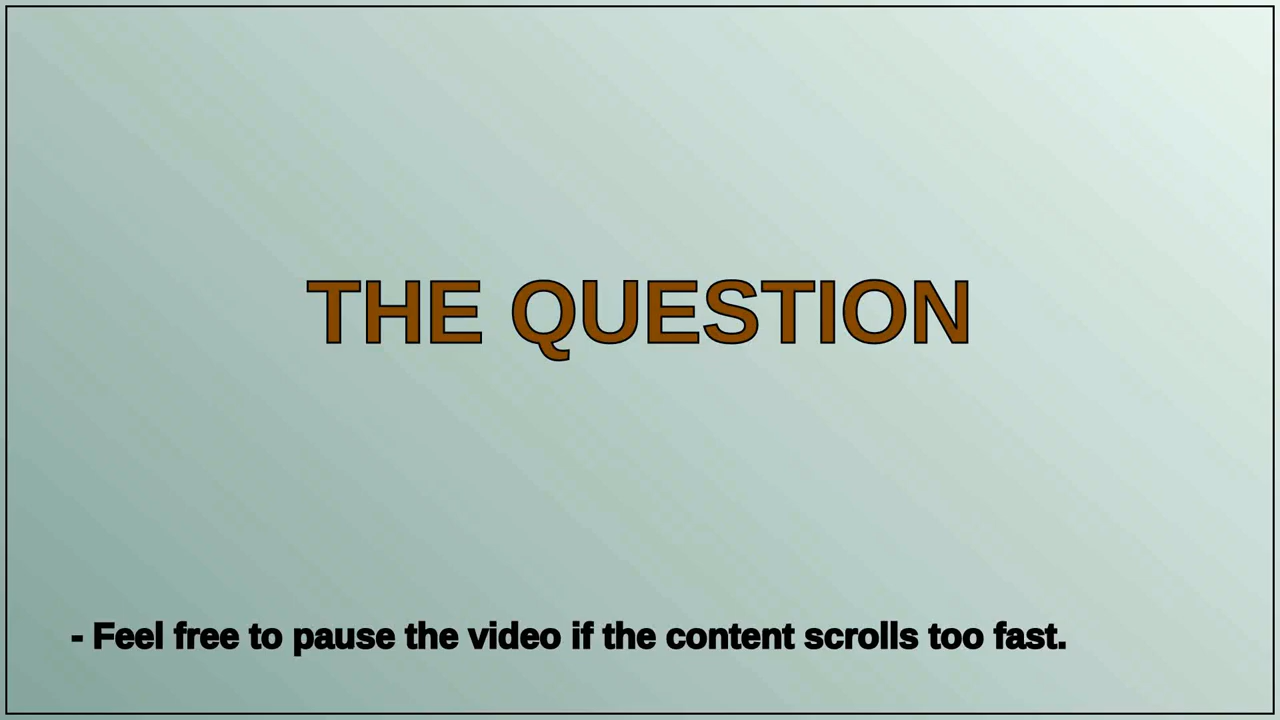 THE QUESTION
- Feel free to pause the video if the content scrolls too fast.